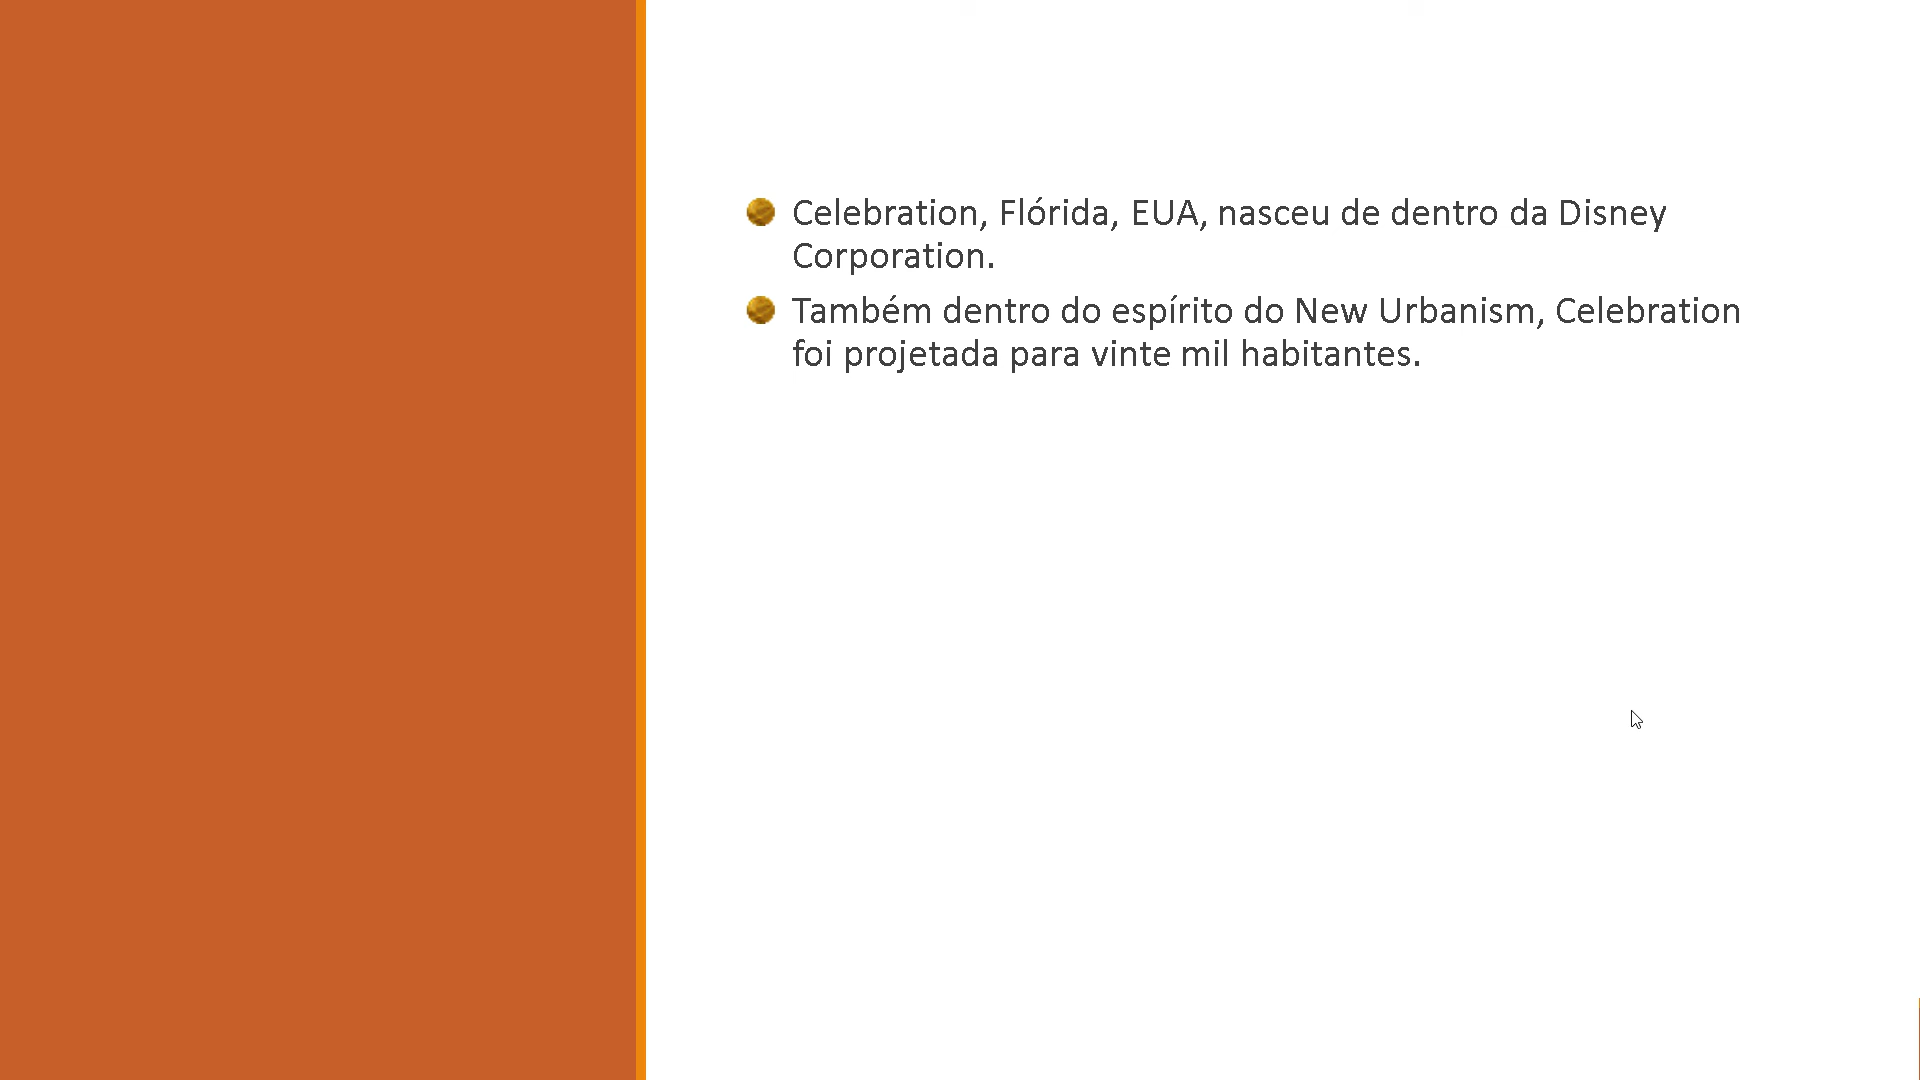 Celebration, Flórida, EUA, nasceu de dentro da Disney
Corporation.
Também dentro do espírito do New Urbanism, Celebration
foi projetada para vinte mil habitantes.